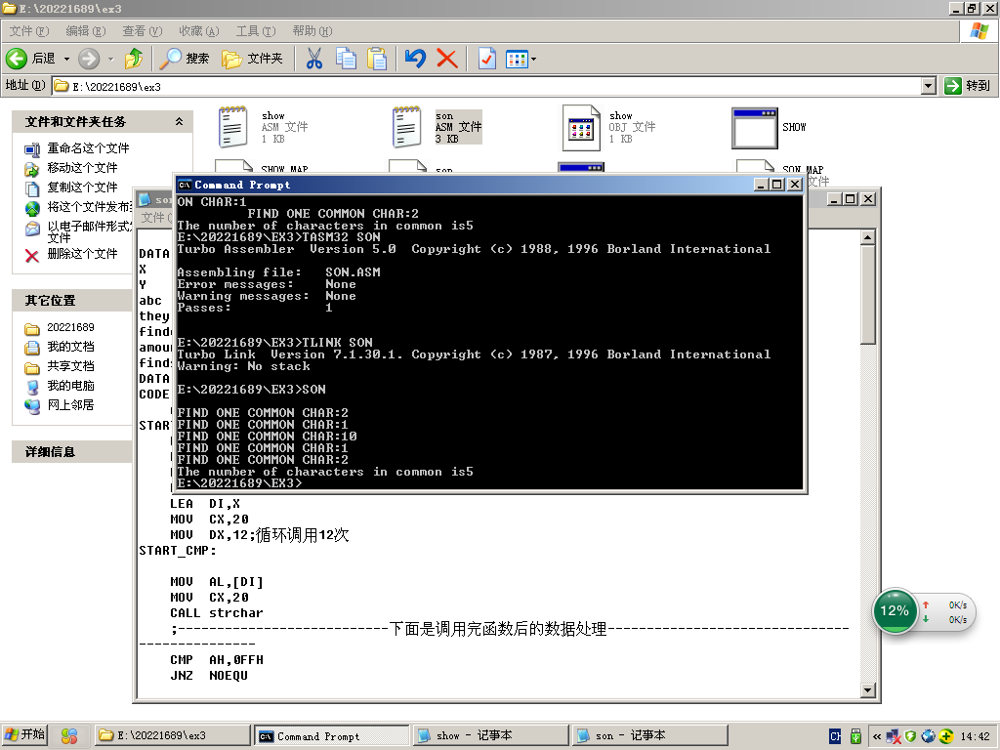 E:\20221689\ex3
文件(F) 编辑(E) 查看(V) 收藏(A) 工具(T) 帮助(H)
后退 搜索 文件夹
地址(D) E:\20221689\ex3 转到
文件和文件夹任务
重命名这个文件
移动这个文件
复制这个文件
将这个文件发布到
以电子邮件形式
文件
删除这个文件
其它位置
20221689
我的文档
共享文档
我的电脑
网上邻居
详细信息
show
ASM 文件
1 KB
son
ASM 文件
3 KB
show
OBJ 文件
1 KB
SHOW
SHOW.MAP
son
SON.MAP
文件
Command Prompt
ON CHAR:1
FIND ONE COMMON CHAR:2
The number of characters in common is5
E:\20221689\EX3>TASM32 SON
Turbo Assembler Version 5.0 Copyright (c) 1988, 1996 Borland International
Assembling file: SON.ASM
Error messages: None
Warning messages: None
Passes: 1
E:\20221689\EX3>TLINK SON
Turbo Link Version 7.1.30.1. Copyright (c) 1987, 1996 Borland International
Warning: No stack
E:\20221689\EX3>SON
FIND ONE COMMON CHAR:2
FIND ONE COMMON CHAR:1
FIND ONE COMMON CHAR:10
FIND ONE COMMON CHAR:1
FIND ONE COMMON CHAR:2
The number of characters in common is5
E:\20221689\EX3>
so
文件
DATA
X
Y
abc
they
find
amou
find
DATA
CODE
STAR
LEA DI,X
MOV CX,20
MOV DX,12;循环调用12次
START_CMP:
MOV AL,[DI]
MOV CX,20
CALL strchar
;---------------------------下面是调用完函数后的数据处理-------------------------------
---------------
CMP AH,0FFH
JNZ NOEQU
12% 0K/s
0K/s
开始 E:\20221689\ex3 Command Prompt show - 记事本 son - 记事本 CH « 14:42